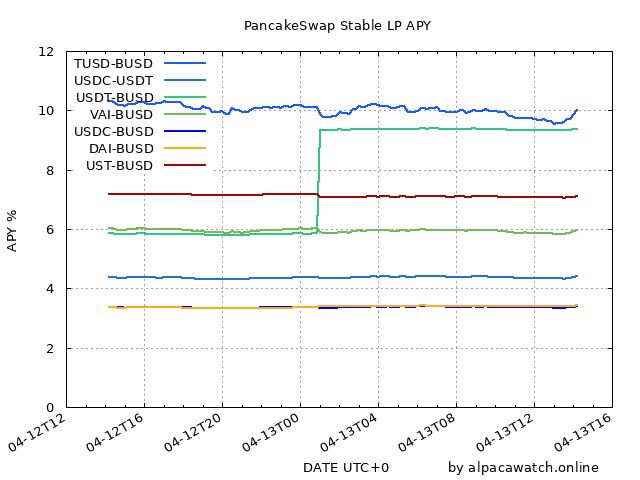 PancakeSwap Stable LP APY
12
10
8
6
4
2
0
APY %
TUSD-BUSD
USDC-USDT
USDT-BUSD
VAI-BUSD
USDC-BUSD
DAI-BUSD
UST-BUSD
04-12T12
04-12T16
04-12T20
04-13T00
04-13T04
04-13T08
04-13T12
04-13T16
DATE UTC+0
by alpacawatch.online